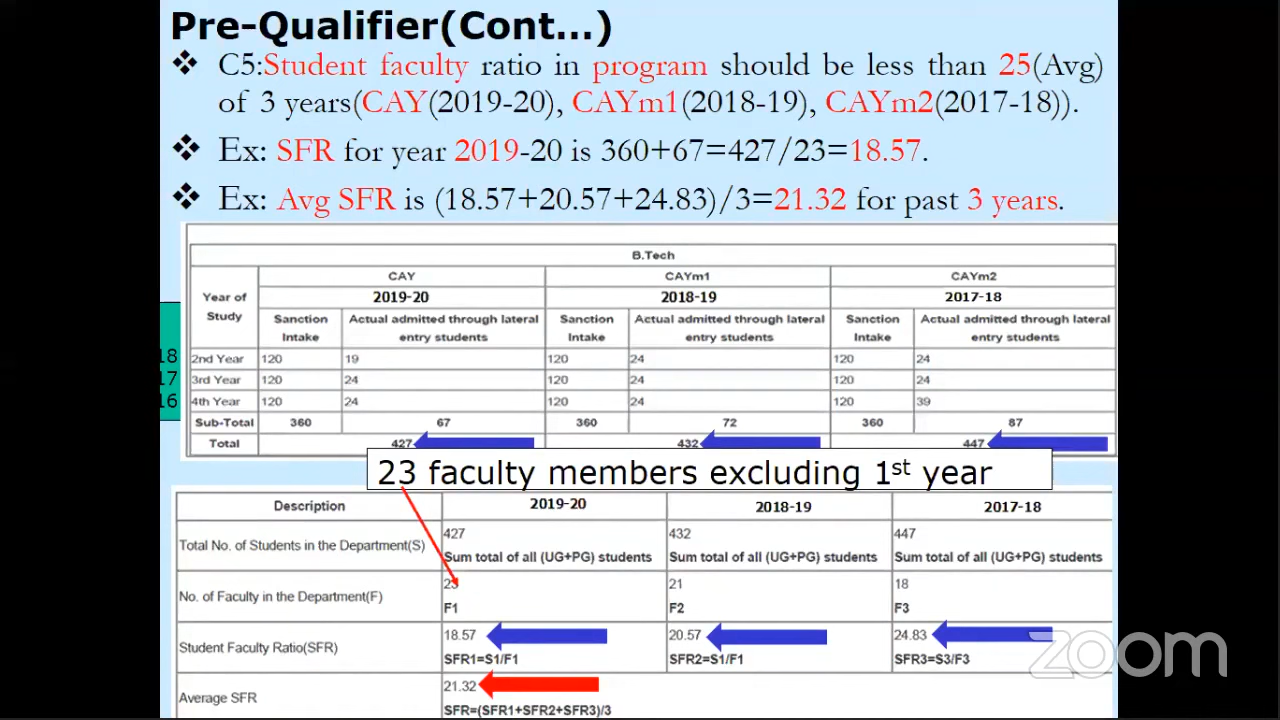 Pre-Qualifier(Cont...)
❖ C5:Student faculty ratio in program should be less than 25(Avg)
of 3 years(CAY(2019-20), CAYm1(2018-19), CAYm2(2017-18)).
❖ Ex: SFR for year 2019-20 is 360+67=427/23=18.57.
❖ Ex: Avg SFR is (18.57+20.57+24.83)/3=21.32 for past 3 years.
B.Tech
Year of Study CAY CAYm1 CAYm2
2019-20 2018-19 2017-18
Sanction Actual admitted through lateral Sanction Actual admitted through lateral Sanction Actual admitted through lateral
Intake entry students Intake entry students Intake entry students
18
17
16
2nd Year 120 19 120 24 120 24
3rd Year 120 24 120 24 120 24
4th Year 120 24 120 24 120 39
Sub-Total 360 67 360 72 360 87
Total 427 432 447
23 faculty members excluding 1st year
Description 2019-20 2018-19 2017-18
Total No. of Students in the Department(S) 427 432 447
Sum total of all (UG+PG) students Sum total of all (UG+PG) students Sum total of all (UG+PG) students
No. of Faculty in the Department(F) 23 21 18
F1 F2 F3
Student Faculty Ratio(SFR) 18.57 20.57 24.83
SFR1=S1/F1 SFR2=S1/F1 SFR3=S3/F3
Average SFR 21.32
SFR=(SFR1+SFR2+SFR3)/3
zoom